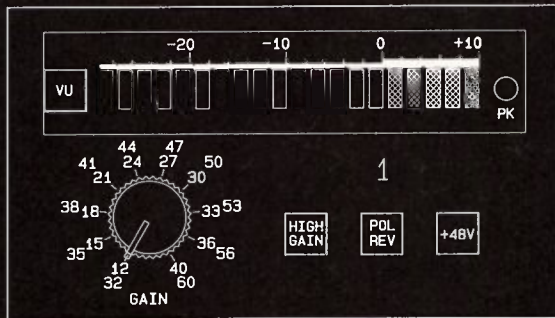 -20 -10 0 +10
VU
PK
44 47
41 24 27 50
21 30
38 18 33 53
35 15 36 56
12 40
32 60
GAIN
1
HIGH
GAIN
POL
REV
+48V